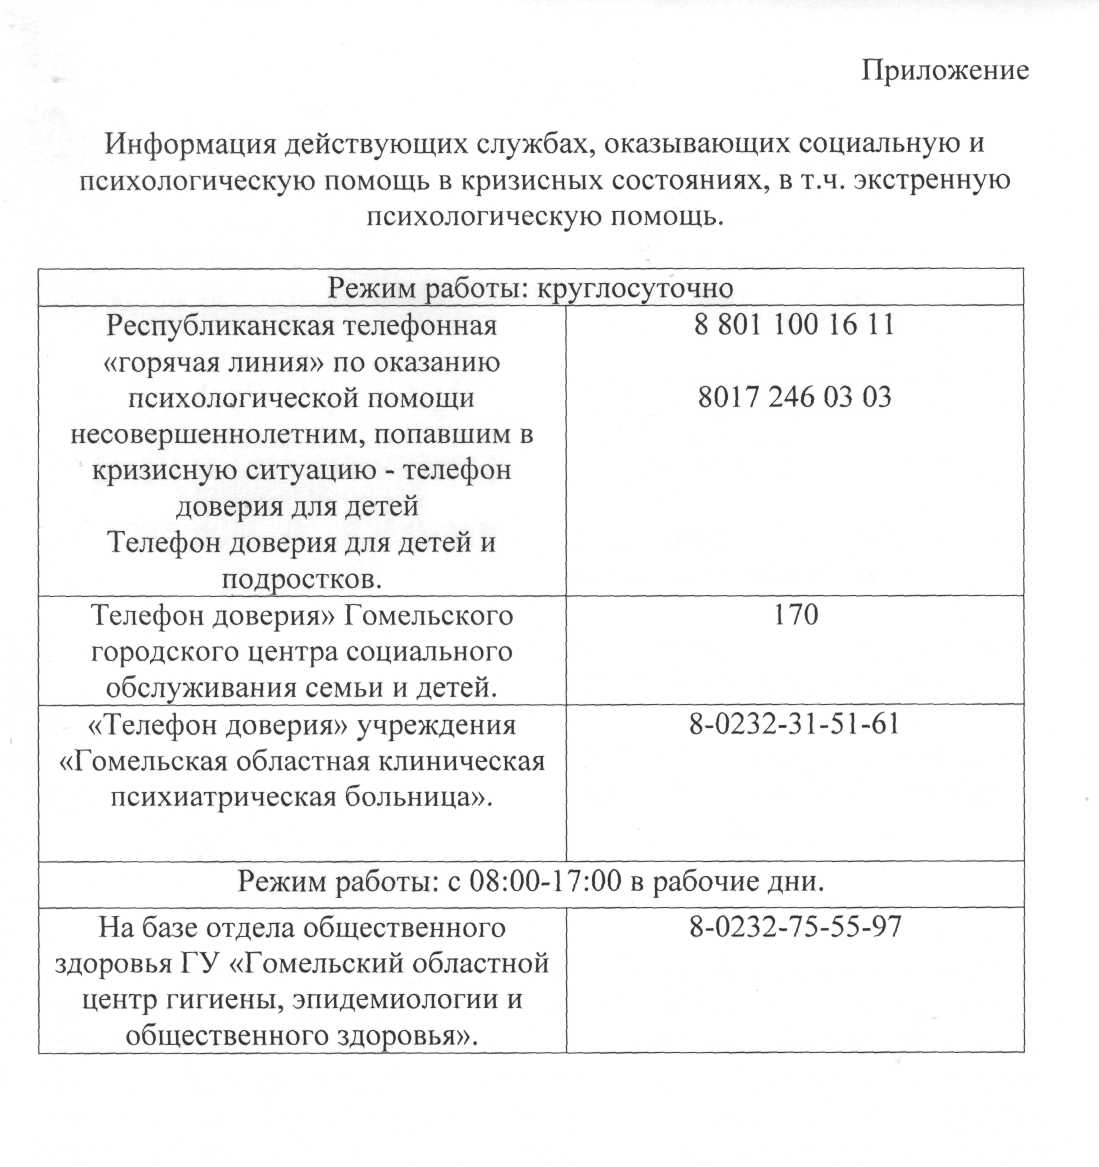 Приложение
Информация действующих службах, оказывающих социальную и
психологическую помощь в кризисных состояниях, в т.ч. экстренную
психологическую помощь.
Режим работы: круглосуточно
Республиканская телефонная
«горячая линия» по оказанию
психологической помощи
несовершеннолетним, попавшим в
кризисную ситуацию - телефон
доверия для детей
Телефон доверия для детей и
подростков.
8 801 100 16 11
8017 246 03 03
Телефон доверия» Гомельского
городского центра социального
обслуживания семьи и детей.
170
«Телефон доверия» учреждения
«Гомельская областная клиническая
психиатрическая больница».
8-0232-31-51-61
Режим работы: с 08:00-17:00 в рабочие дни.
На базе отдела общественного
здоровья ГУ «Гомельский областной
центр гигиены, эпидемиологии и
общественного здоровья».
8-0232-75-55-97